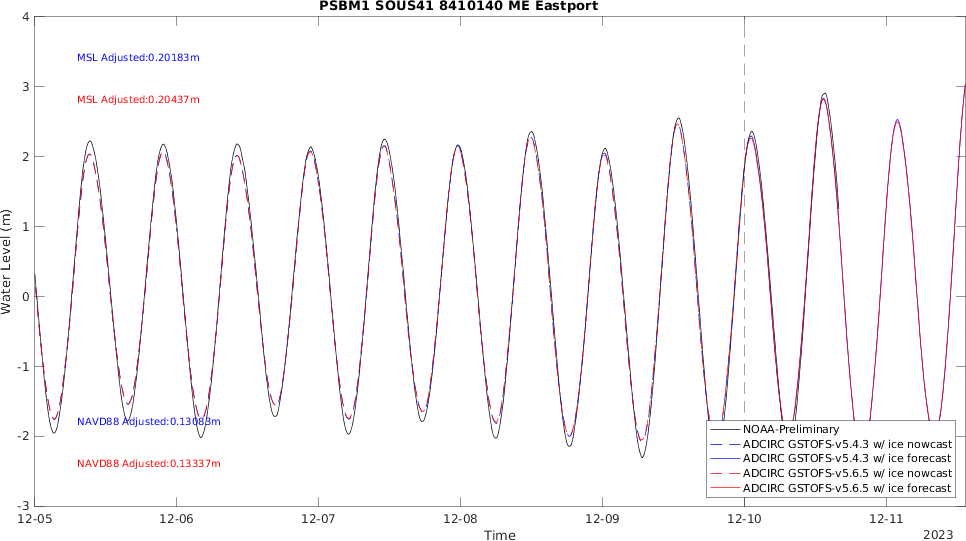 PSBM1 SOUS41 8410140 ME Eastport
4
3
2
1
0
-1
-2
-3
Water Level (m)
MSL Adjusted:0.20183m
MSL Adjusted:0.20437m
NAVD88 Adjusted:0.13083m
NAVD88 Adjusted:0.13337m
NOAA-Preliminary
ADCIRC GSTOFS-v5.4.3 w/ ice nowcast
ADCIRC GSTOFS-v5.4.3 w/ ice forecast
ADCIRC GSTOFS-v5.6.5 w/ ice nowcast
ADCIRC GSTOFS-v5.6.5 w/ ice forecast
12-05 12-06 12-07 12-08 12-09 12-10 12-11
Time
2023